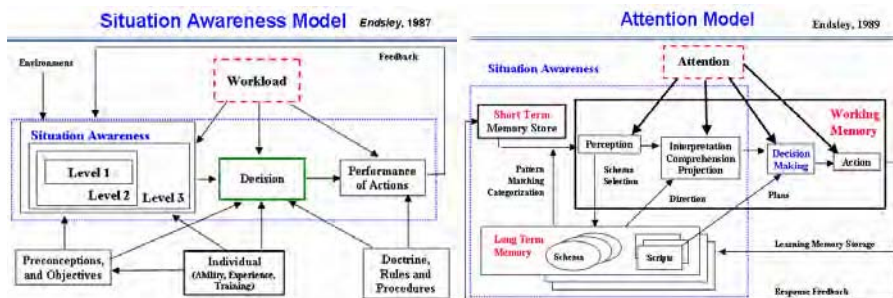 Situation Awareness Model
Endsley, 1987
Environment
Feedback
Workload
Situation Awareness
Level 1
Level 2
Level 3
Decision
Performance
of Actions
Preconceptions,
and Objectives
Individual
(Ability, Experience,
Training)
Doctrine,
Rules and
Procedures
Attention Model
Endsley, 1989
Situation Awareness
Attention
Short Term
Memory Store
Working
Memory
Perception
Interpretation
Comprehension
Projection
Decision
Making
Action
Pattern
Matching
Categorization
Schema
Selection
Direction
Plans
Long Term
Memory
Schema
Scripts
Learning Memory Storage
Response Feedback